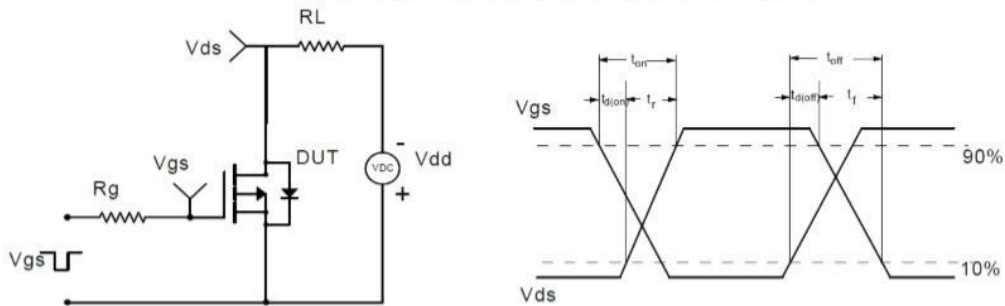 RL
Vds
Vgs
DUT
-
Vdd
VDC
+
Rg
Vgs
ton
toff
td(on)
tr
td(off)
tf
Vgs
90%
10%
Vds